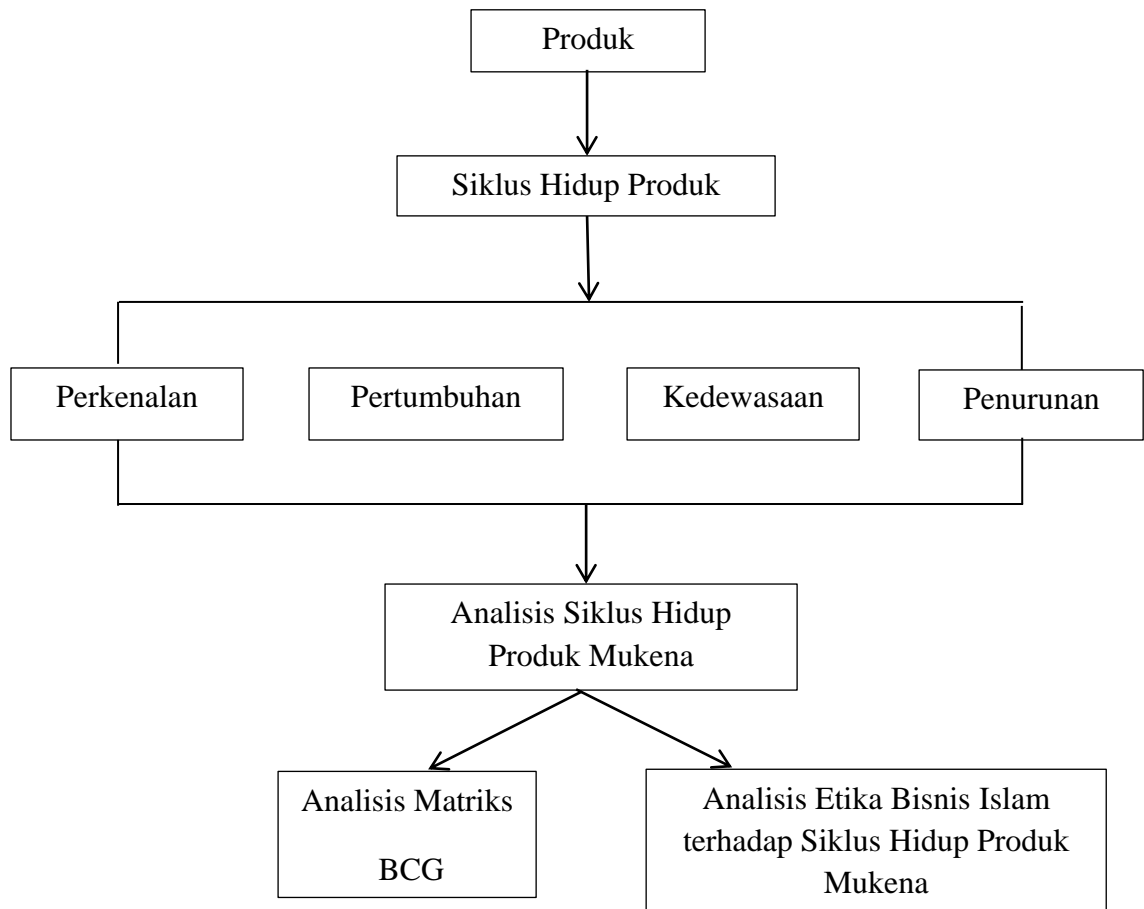 Produk
Siklus Hidup Produk
Perkenalan
Pertumbuhan
Kedewasaan
Penurunan
Analisis Siklus Hidup
Produk Mukena
Analisis Matriks
BCG
Analisis Etika Bisnis Islam
terhadap Siklus Hidup Produk
Mukena